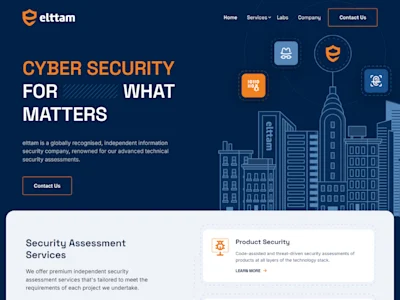 elttam
Home Services Labs Company Contact Us
CYBER SECURITY
FOR WHAT
MATTERS
elttam is a globally recognised, independent information
security company, renowned for our advanced technical
security assessments.
Contact Us
elttam
Security Assessment
Services
We offer premium independent security
assessment services that's tailored to meet the
requirements of each project we undertake.
Product Security
Code-assisted and threat-driven security assessments of
products at all layers of the technology stack.
LEARN MORE